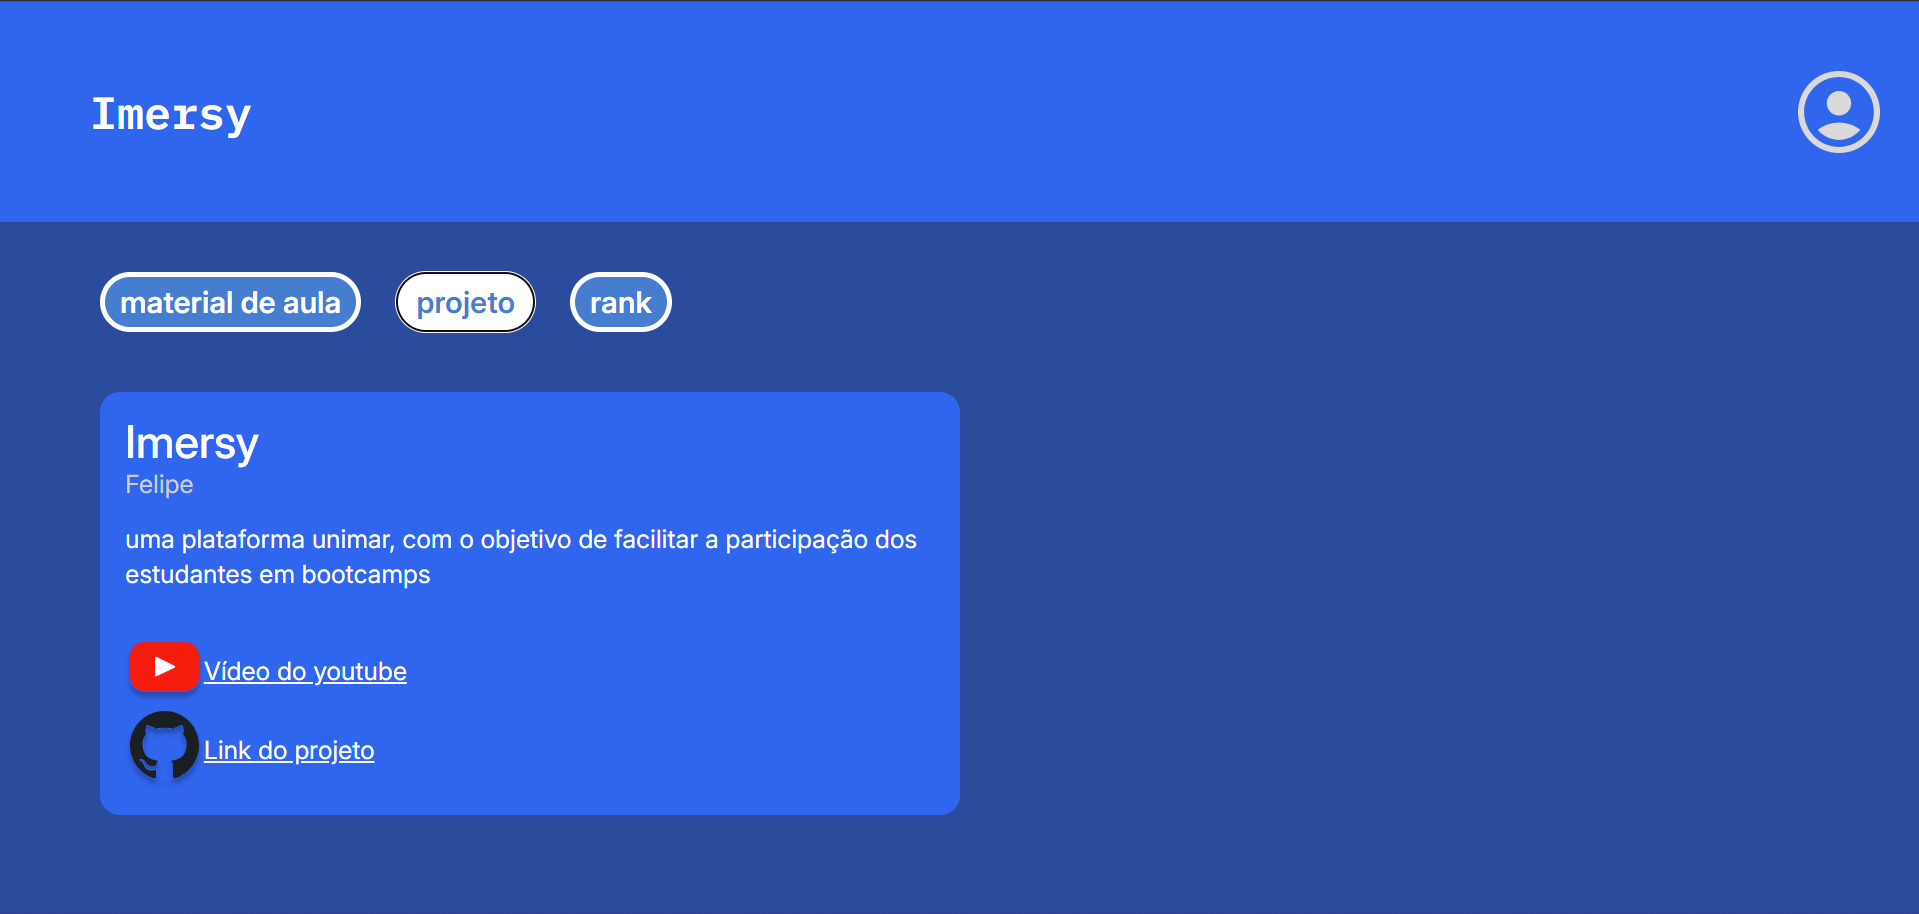 Imersy
material de aula
projeto
rank
Imersy
Felipe
uma plataforma unimar, com o objetivo de facilitar a participação dos
estudantes em bootcamps
Vídeo do youtube
Link do projeto